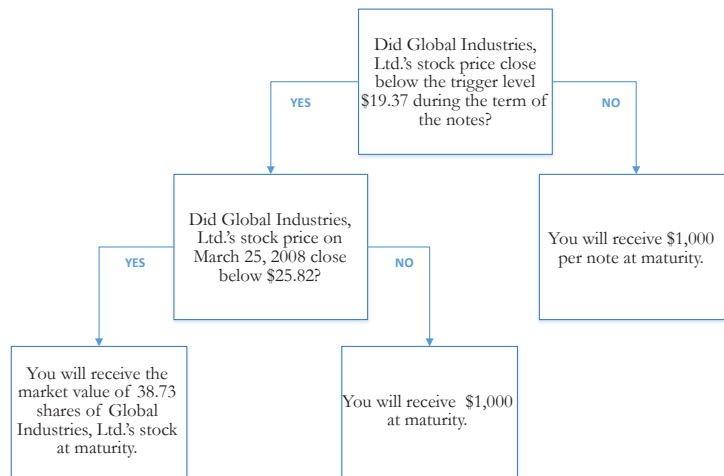 Did Global Industries,
Ltd.'s stock price close
below the trigger level
$19.37 during the term of
the notes?
YES
NO
Did Global Industries,
Ltd.'s stock price on
March 25, 2008 close
below $25.82?
You will receive $1,000
per note at maturity.
YES
NO
You will receive the
market value of 38.73
shares of Global
Industries, Ltd.'s stock
at maturity.
You will receive $1,000
at maturity.